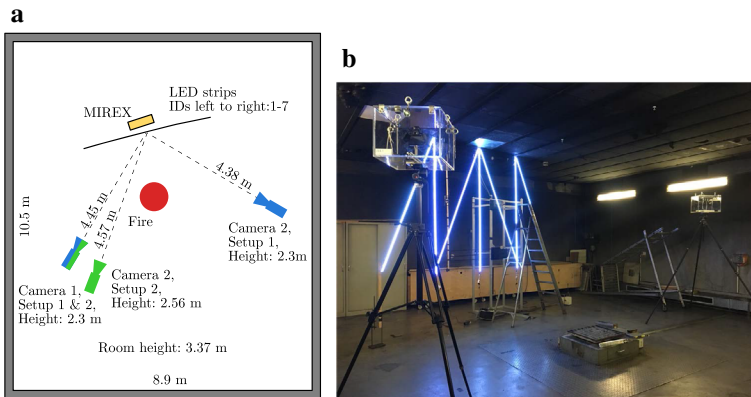 a
LED strips
IDs left to right:1-7
MIREX
4.38 m
4.45 m
4.57 m
10.5 m
Fire
Camera 2,
Setup 1,
Height: 2.3m
Camera 1,
Setup 1 & 2,
Height: 2.3 m
Camera 2,
Setup 2,
Height: 2.56 m
Room height: 3.37 m
8.9 m
b